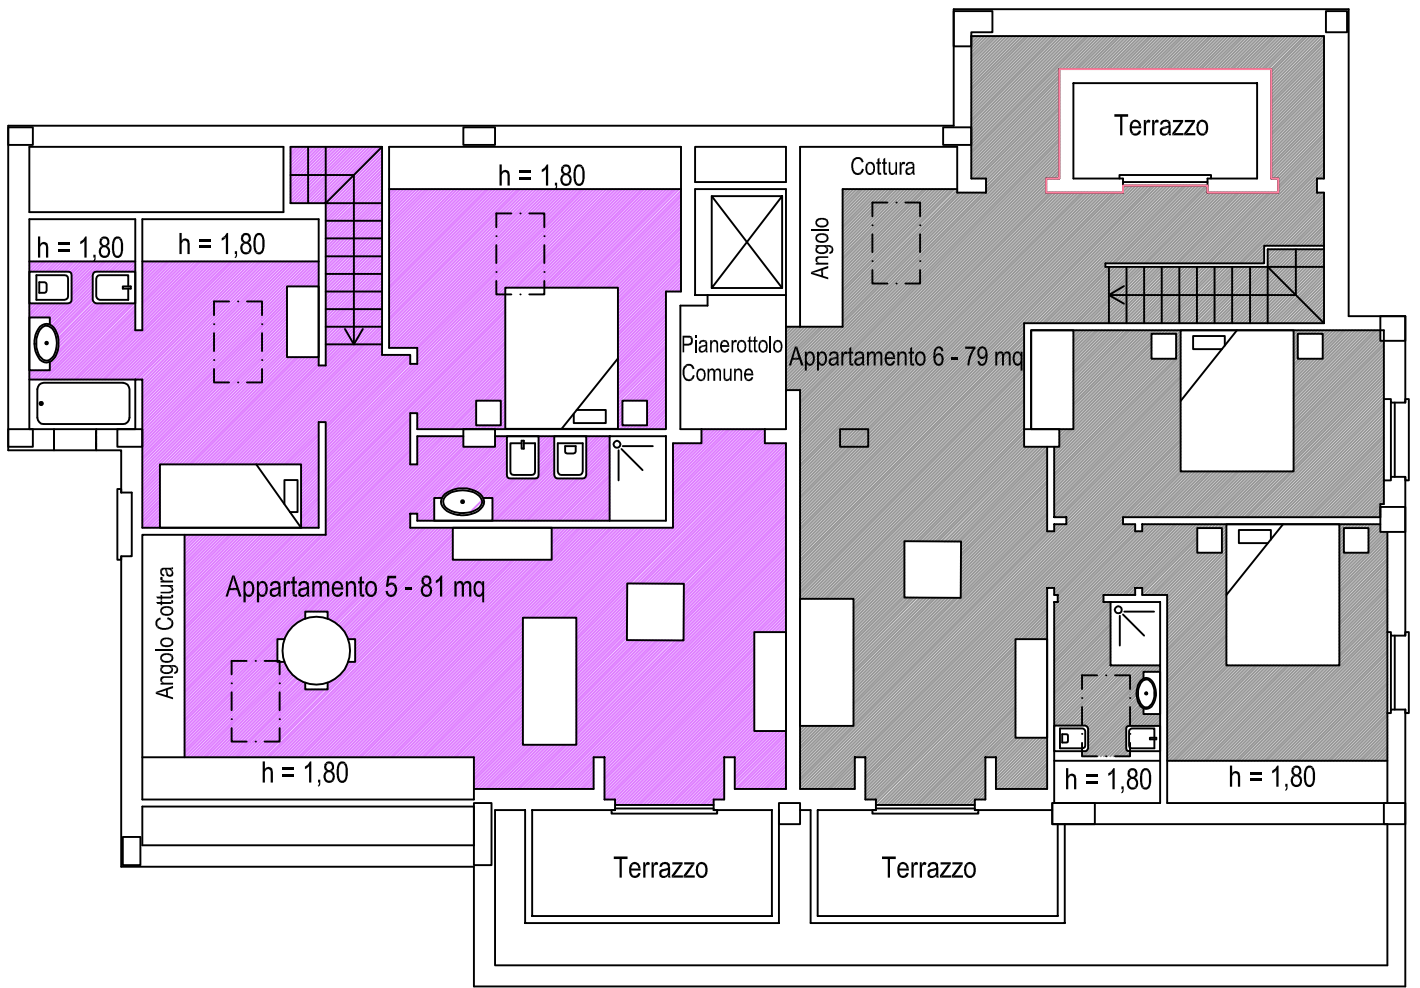 Terrazzo
Cottura
h = 1,80
h = 1,80
h = 1,80
Angolo
Pianerottolo
Comune
Appartamento 6 - 79 mq
Appartamento 5 - 81 mq
Angolo Cottura
h = 1,80
h = 1,80
h = 1,80
Terrazzo
Terrazzo